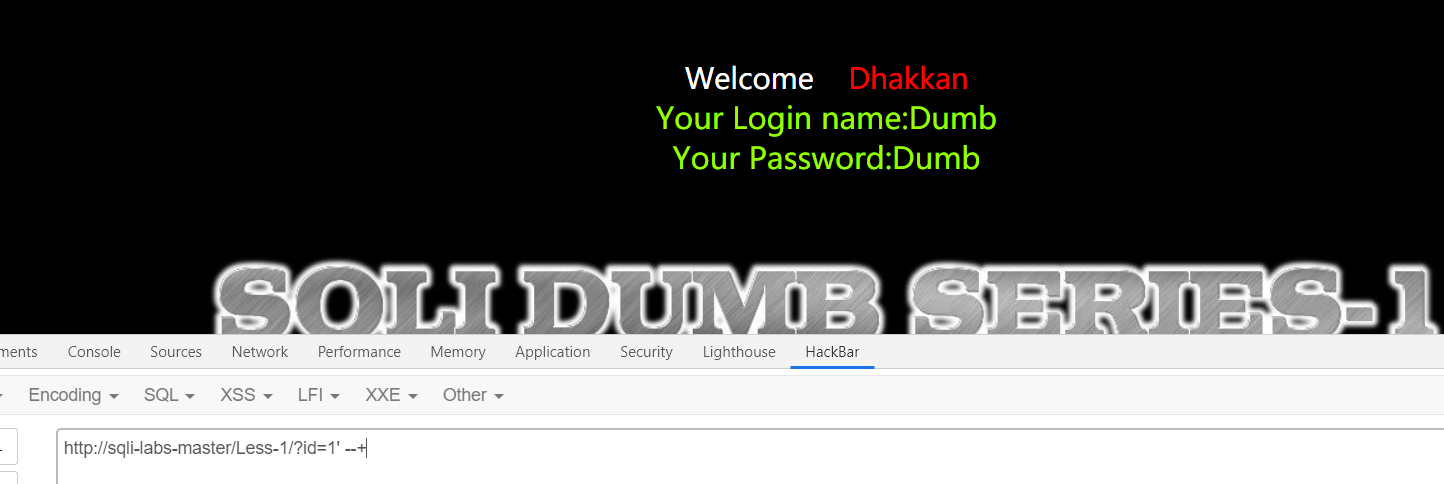 Welcome Dhakkan
Your Login name:Dumb
Your Password:Dumb
SQLI DUMB SERIES-1
ments Console Sources Network Performance Memory Application Security Lighthouse HackBar
Encoding SQL XSS LFI XXE Other
http://sqli-labs-master/Less-1/?id=1' --+